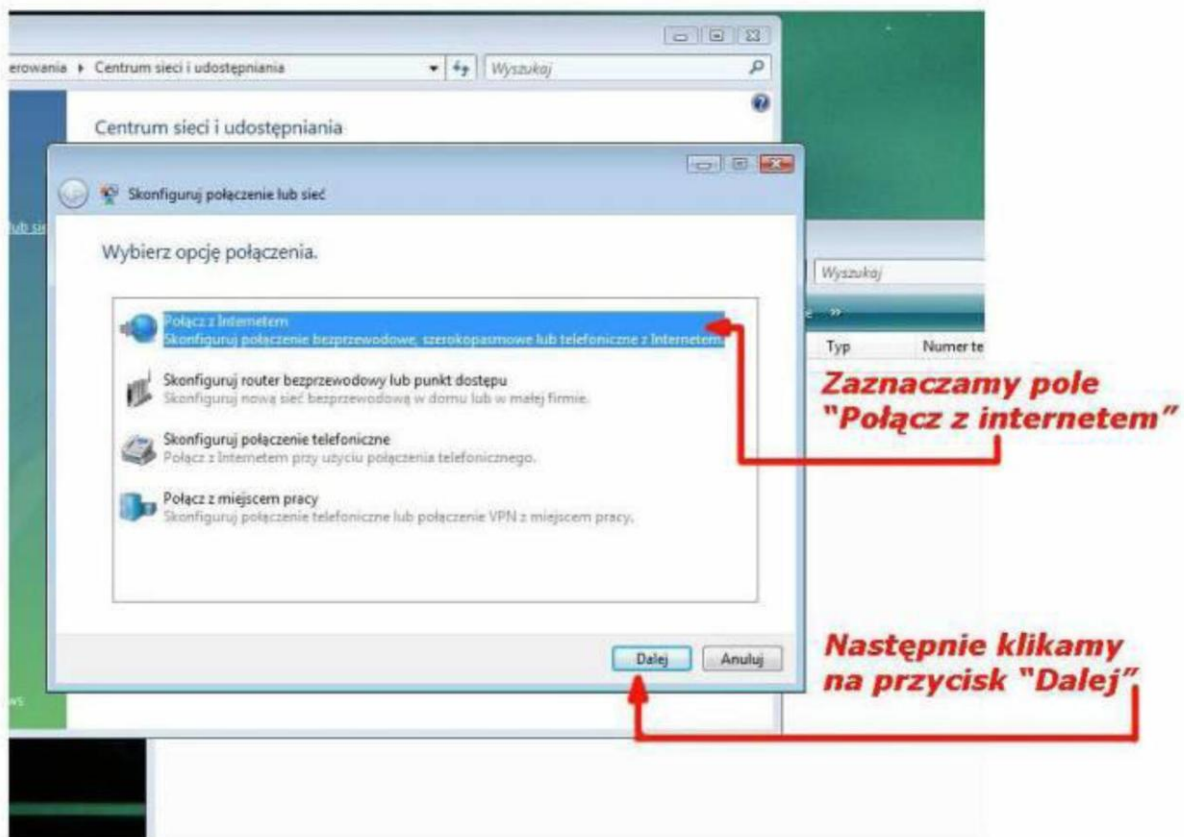 erowania ▸ Centrum sieci i udostępniania
Wyszukaj
Centrum sieci i udostępniania
Skonfiguruj połączenie lub sieć
lub sie
Wybierz opcję połączenia.
Wyszukaj
Połącz z Internetem
Skonfiguruj połączenie bezprzewodowe, szerokopasmowe lub telefoniczne z Internetem.
e »
Typ Numer te
Skonfiguruj router bezprzewodowy lub punkt dostępu
Skonfiguruj nową sieć bezprzewodową w domu lub w małej firmie.
Zaznaczamy pole
“Połącz z internetem”
Skonfiguruj połączenie telefoniczne
Połącz z Internetem przy użyciu połączenia telefonicznego.
Połącz z miejscem pracy
Skonfiguruj połączenie telefoniczne lub połączenie VPN z miejscem pracy.
Dalej Anuluj
Następnie klikamy
na przycisk “Dalej”
ws